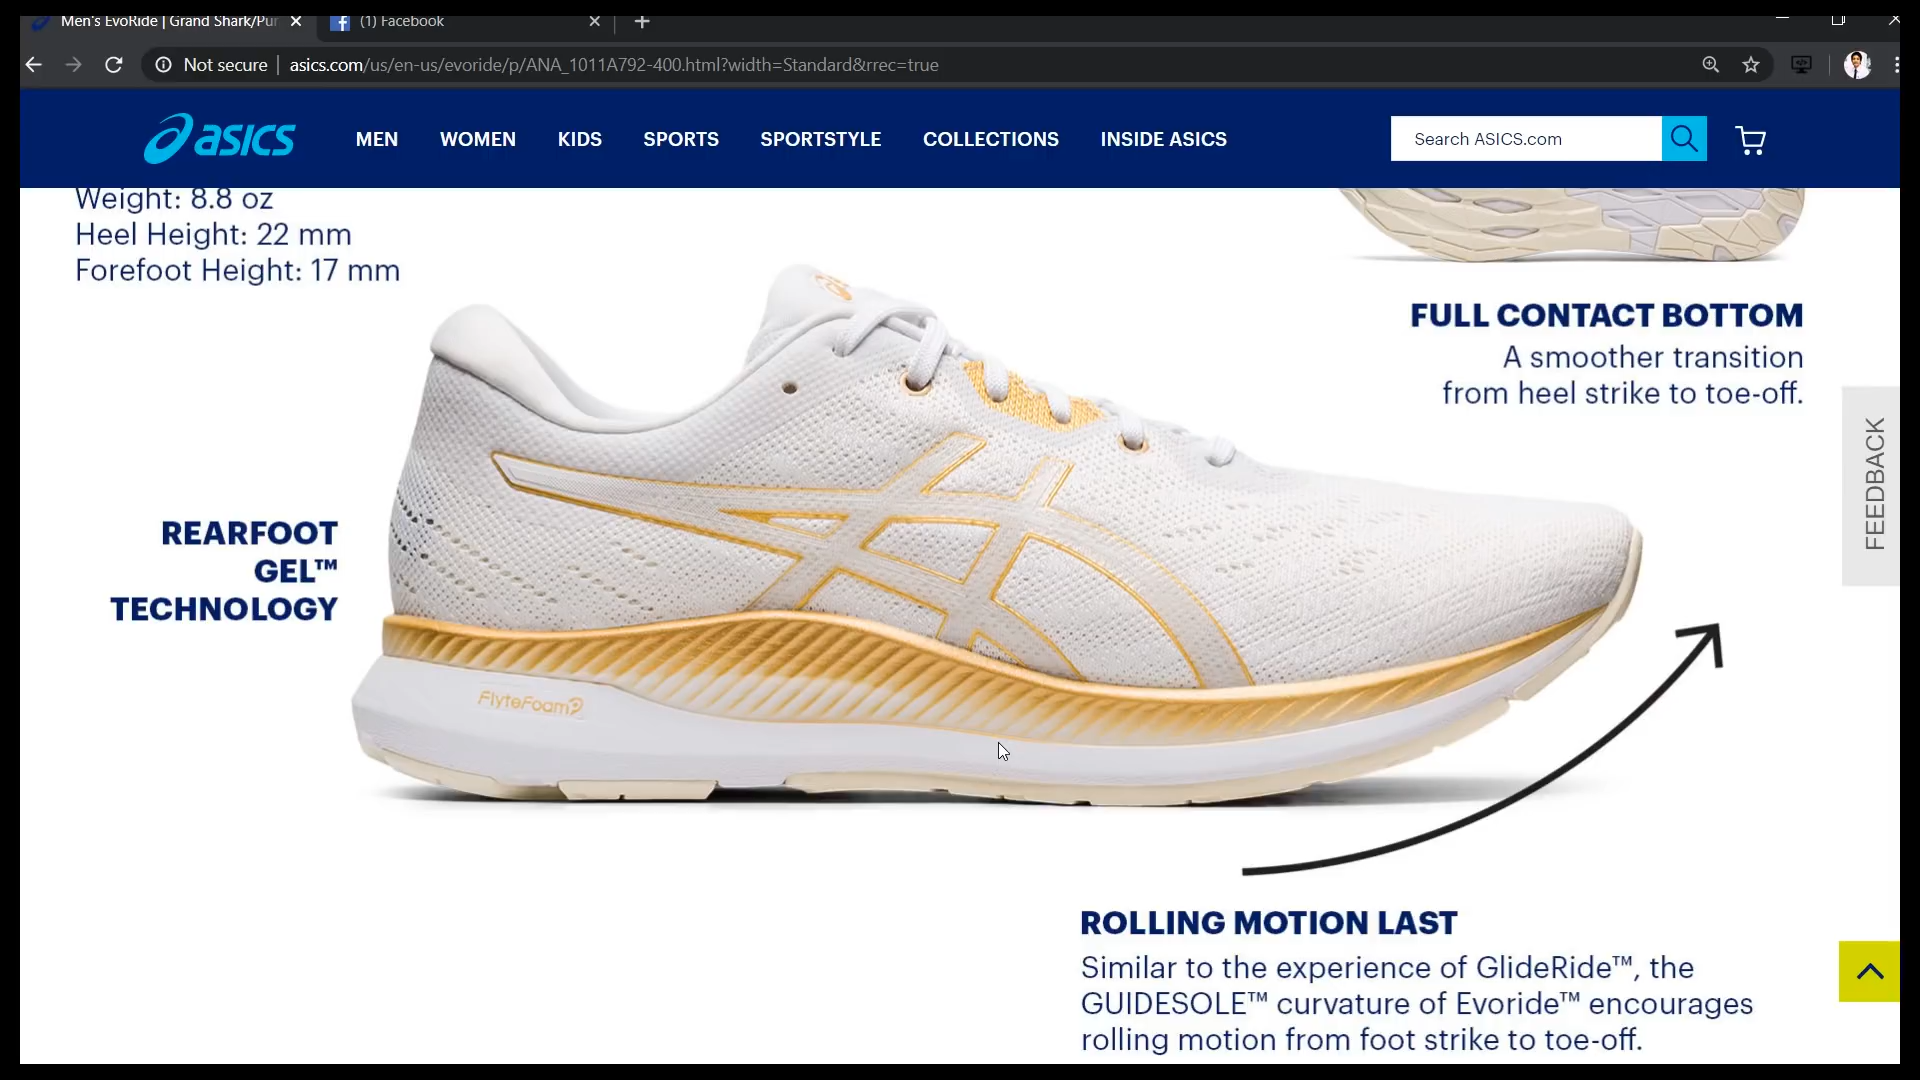 Men's EvoRide | Grand Shark/Pur
(1) Facebook
Not secure | asics.com/us/en-us/evoride/p/ANA_1011A792-400.html?width=Standard&rrec=true
asics
MEN WOMEN KIDS SPORTS SPORTSTYLE COLLECTIONS INSIDE ASICS
Search ASICS.com
Weight: 8.8 oz
Heel Height: 22 mm
Forefoot Height: 17 mm
FULL CONTACT BOTTOM
A smoother transition
from heel strike to toe-off.
FEEDBACK
REARFOOT
GEL™
TECHNOLOGY
FlyteFoam
ROLLING MOTION LAST
Similar to the experience of GlideRide™, the
GUIDESOLE™ curvature of Evoride™ encourages
rolling motion from foot strike to toe-off.